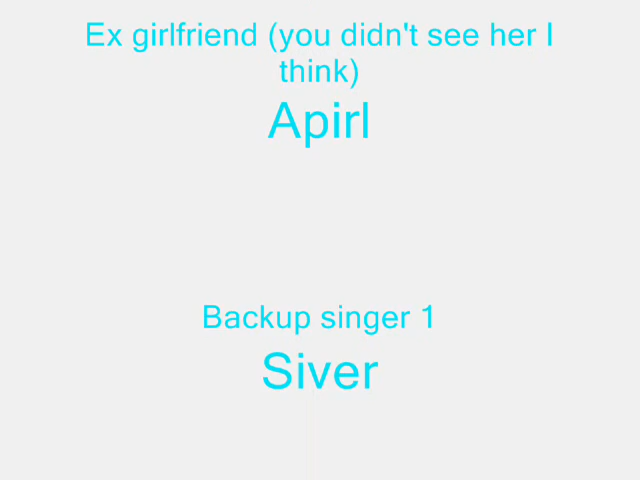 Ex girlfriend (you didn't see her I
think)
Apirl
Backup singer 1
Siver